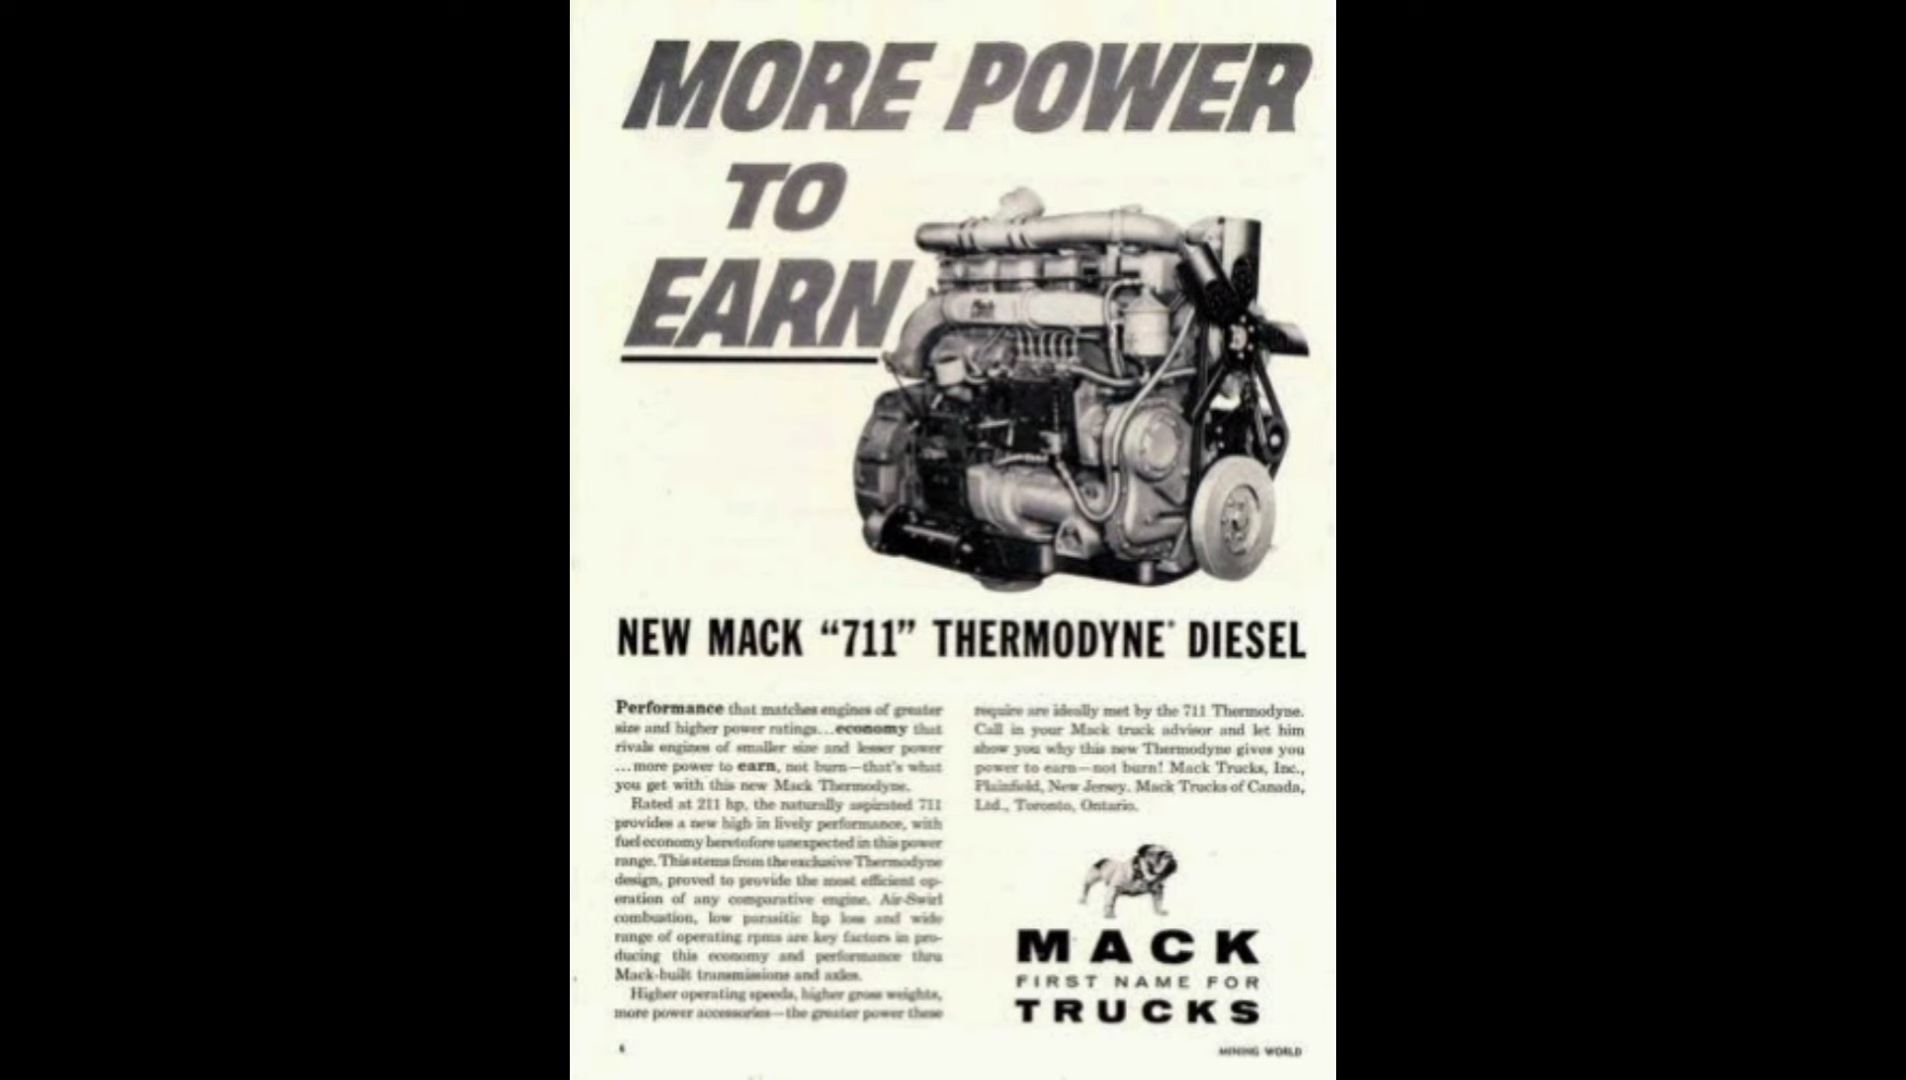 MORE POWER
TO
EARN
NEW MACK “711” THERMODYNE* DIESEL
Performance that matches engines of greater
size and higher power ratings...economy that
rivals engines of smaller size and lesser power
...more power to earn, not burn—that's what
you get with this new Mack Thermodyne.
Rated at 211 hp, the naturally aspirated 711
provides a new high in lively performance, with
fuel economy heretofore unexpected in this power
range. This stems from the exclusive Thermodyne
design, proved to provide the most efficient op-
eration of any comparative engine. Air-Swirl
combustion, low parasitic hp loss and wide
range of operating rpms are key factors in pro-
ducing this economy and performance thru
Mack-built transmissions and axles.
Higher operating speeds, higher gross weights,
more power accessories—the greater power these
require are ideally met by the 711 Thermodyne.
Call in your Mack truck advisor and let him
show you why this new Thermodyne gives you
power to earn—not burn! Mack Trucks, Inc.,
Plainfield, New Jersey. Mack Trucks of Canada,
Ltd., Toronto, Ontario.
MACK
FIRST NAME FOR
TRUCKS
MINING WORLD